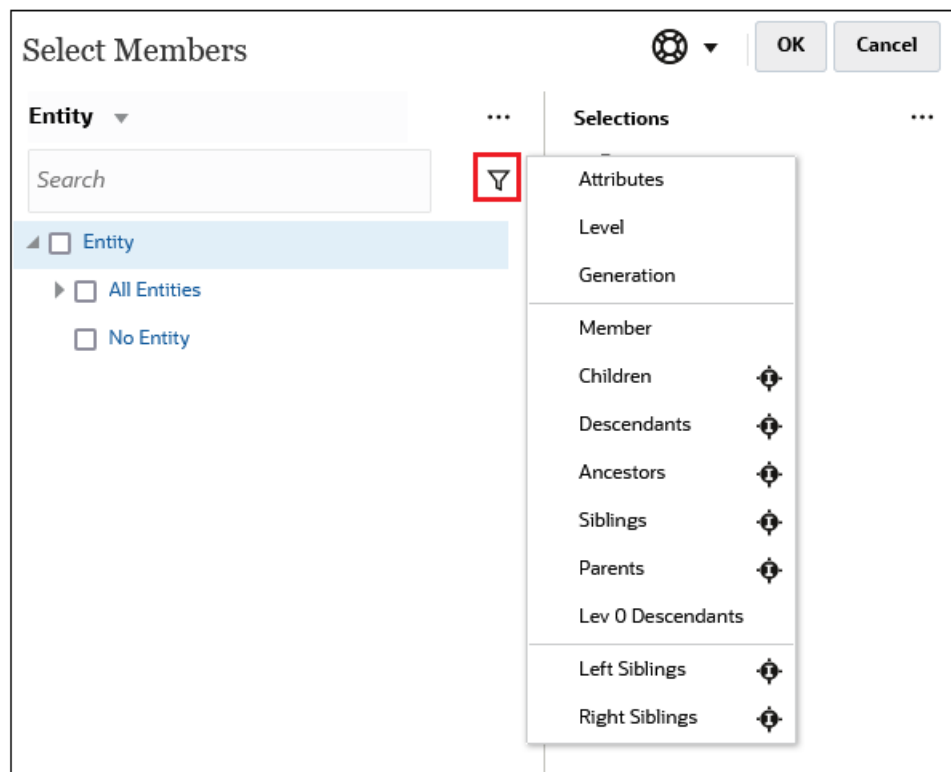 Select Members
OK
Cancel
Entity
Selections
Search
Entity
All Entities
No Entity
Attributes
Level
Generation
Member
Children
Descendants
Ancestors
Siblings
Parents
Lev 0 Descendants
Left Siblings
Right Siblings